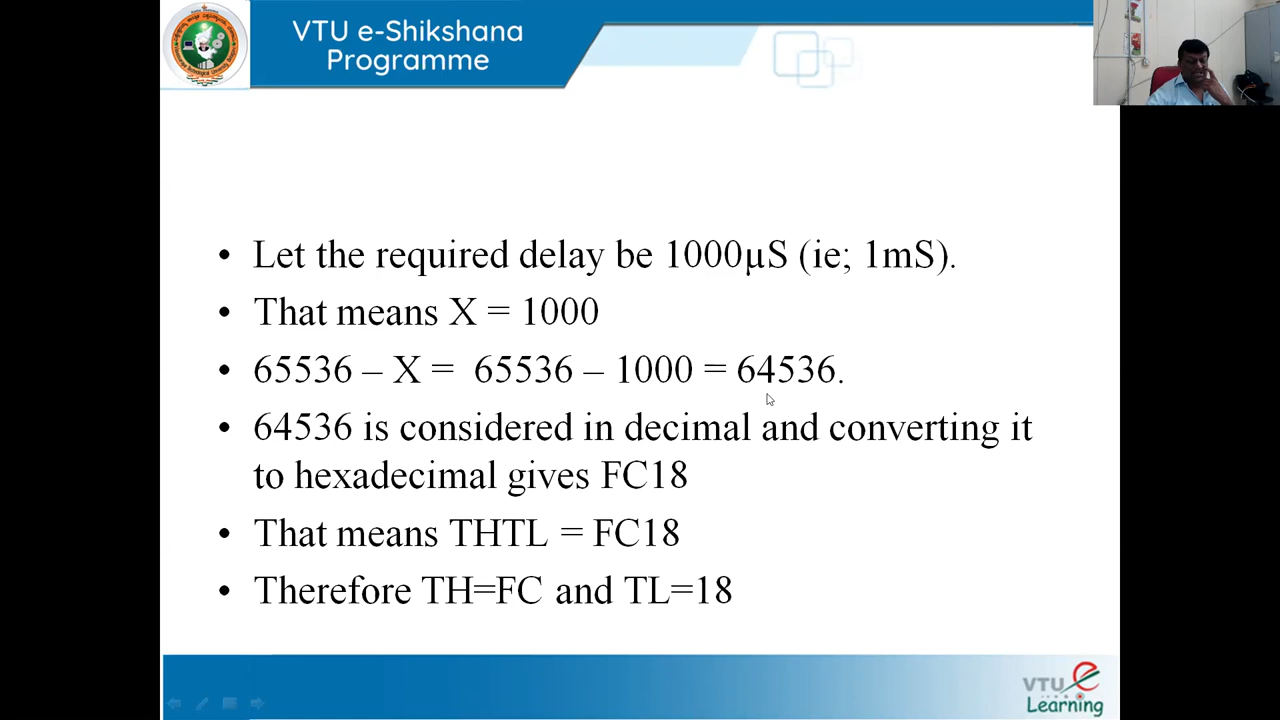 VTU e-Shikshana
Programme
• Let the required delay be 1000µS (ie; 1mS).
• That means X = 1000
• 65536 – X = 65536 – 1000 = 64536.
• 64536 is considered in decimal and converting it
to hexadecimal gives FC18
• That means THTL = FC18
• Therefore TH=FC and TL=18
VTU e
Learning